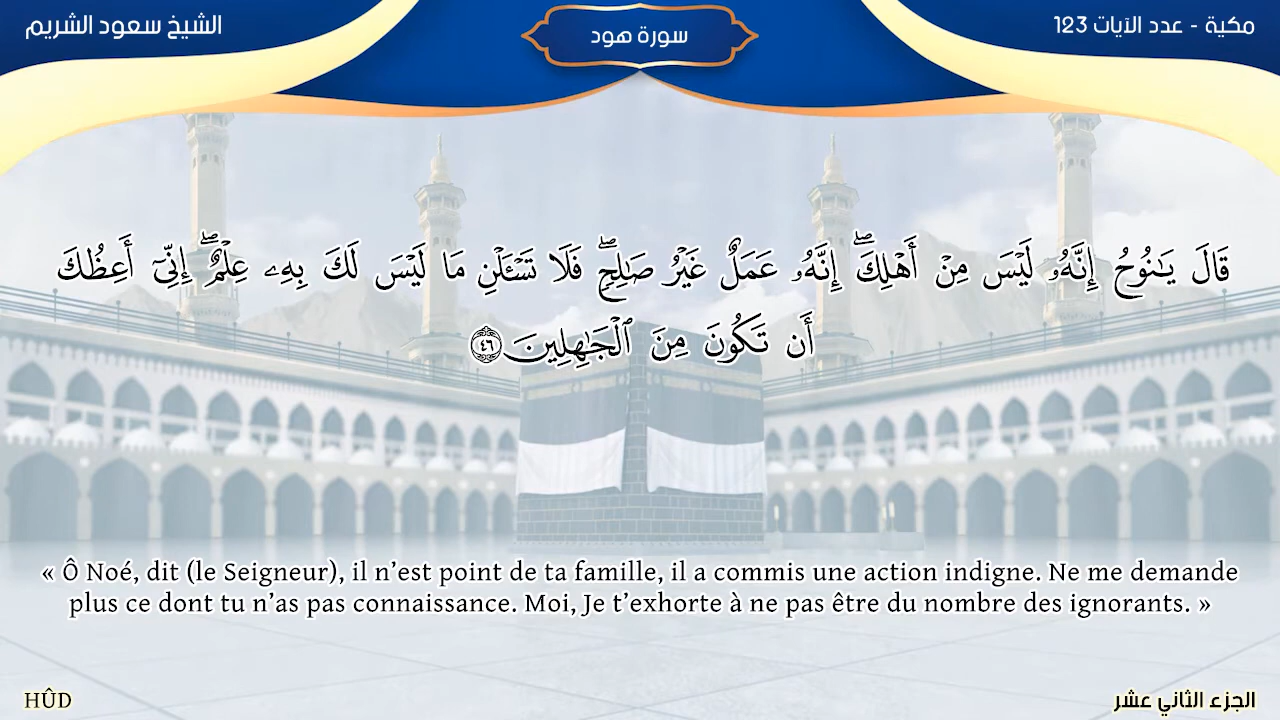 الشيخ سعود الشريم
سورة هود
مكية - عدد الآيات 123
قَالَ يَـٰنُوحُ إِنَّهُۥ لَيْسَ مِنْ أَهْلِكَ ۖ إِنَّهُۥ عَمَلٌ غَيْرُ صَـٰلِحٍ ۖ فَلَا تَسْـَٔلْنِ مَا لَيْسَ لَكَ بِهِۦ عِلْمٌ ۖ إِنِّىٓ أَعِظُكَ
أَن تَكُونَ مِنَ ٱلْجَـٰهِلِينَ ٤٦
« Ô Noé, dit (le Seigneur), il n’est point de ta famille, il a commis une action indigne. Ne me demande
plus ce dont tu n’as pas connaissance. Moi, Je t’exhorte à ne pas être du nombre des ignorants. »
HÛD
الجزء الثاني عشر